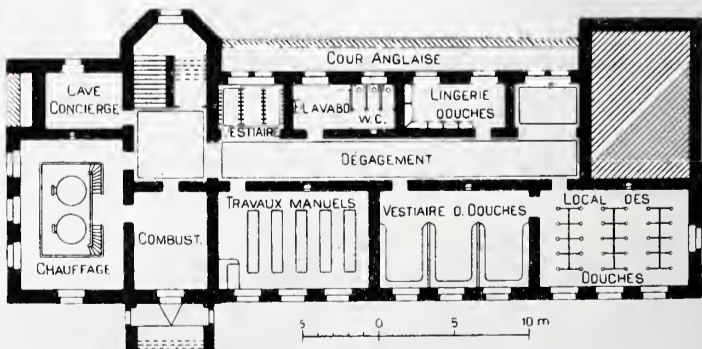 COUR ANGLAISE
CAVE
CONCIERGE
LAVABO
W.C.
LINGERIE
DOUCHES
ESTIAIRE
DÉGAGEMENT
TRAVAUX MANUELS
VESTIAIRE D. DOUCHES
LOCAL DES
DOUCHES
COMBUST.
CHAUFFAGE
5 0 5 10 m